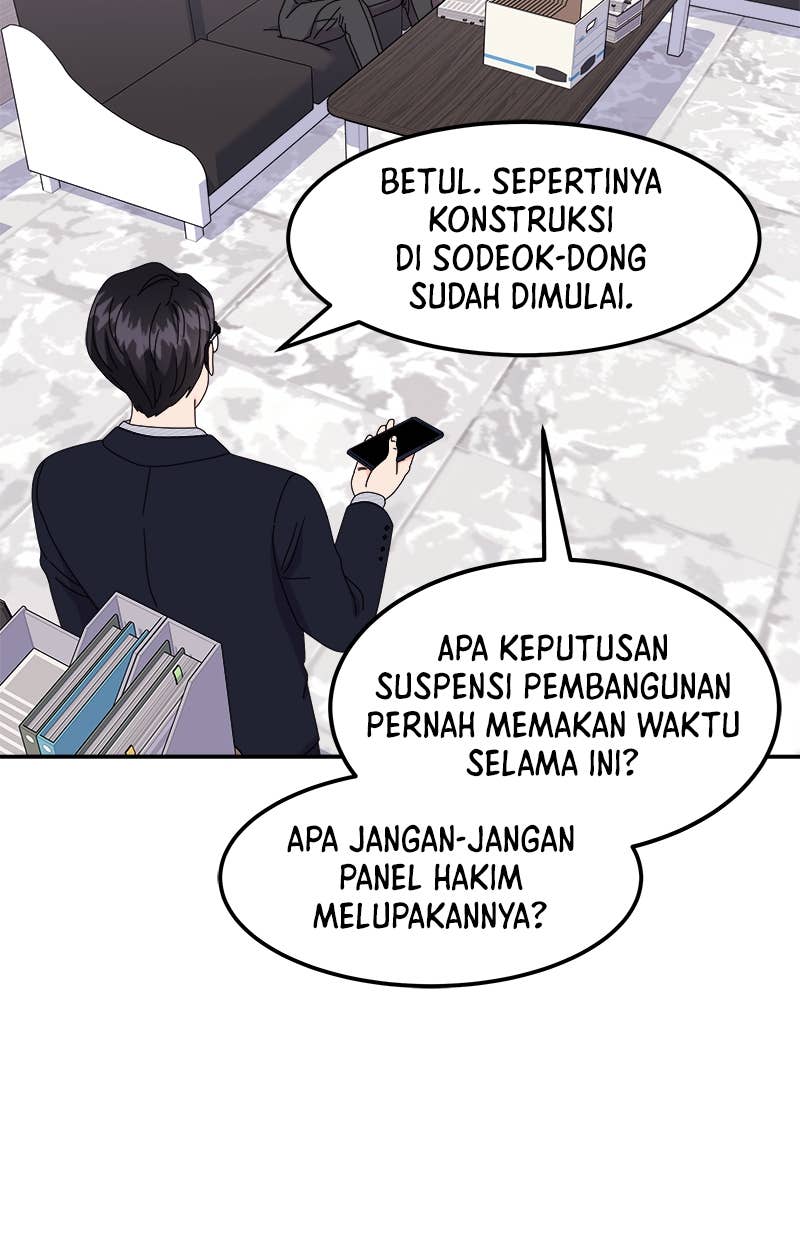 BETUL. SEPERTINYA
KONSTRUKSI
DI SODEOK-DONG
SUDAH DIMULAI.
APA KEPUTUSAN
SUSPENSI PEMBANGUNAN
PERNAH MEMAKAN WAKTU
SELAMA INI?
APA JANGAN-JANGAN
PANEL HAKIM
MELUPAKANNYA?